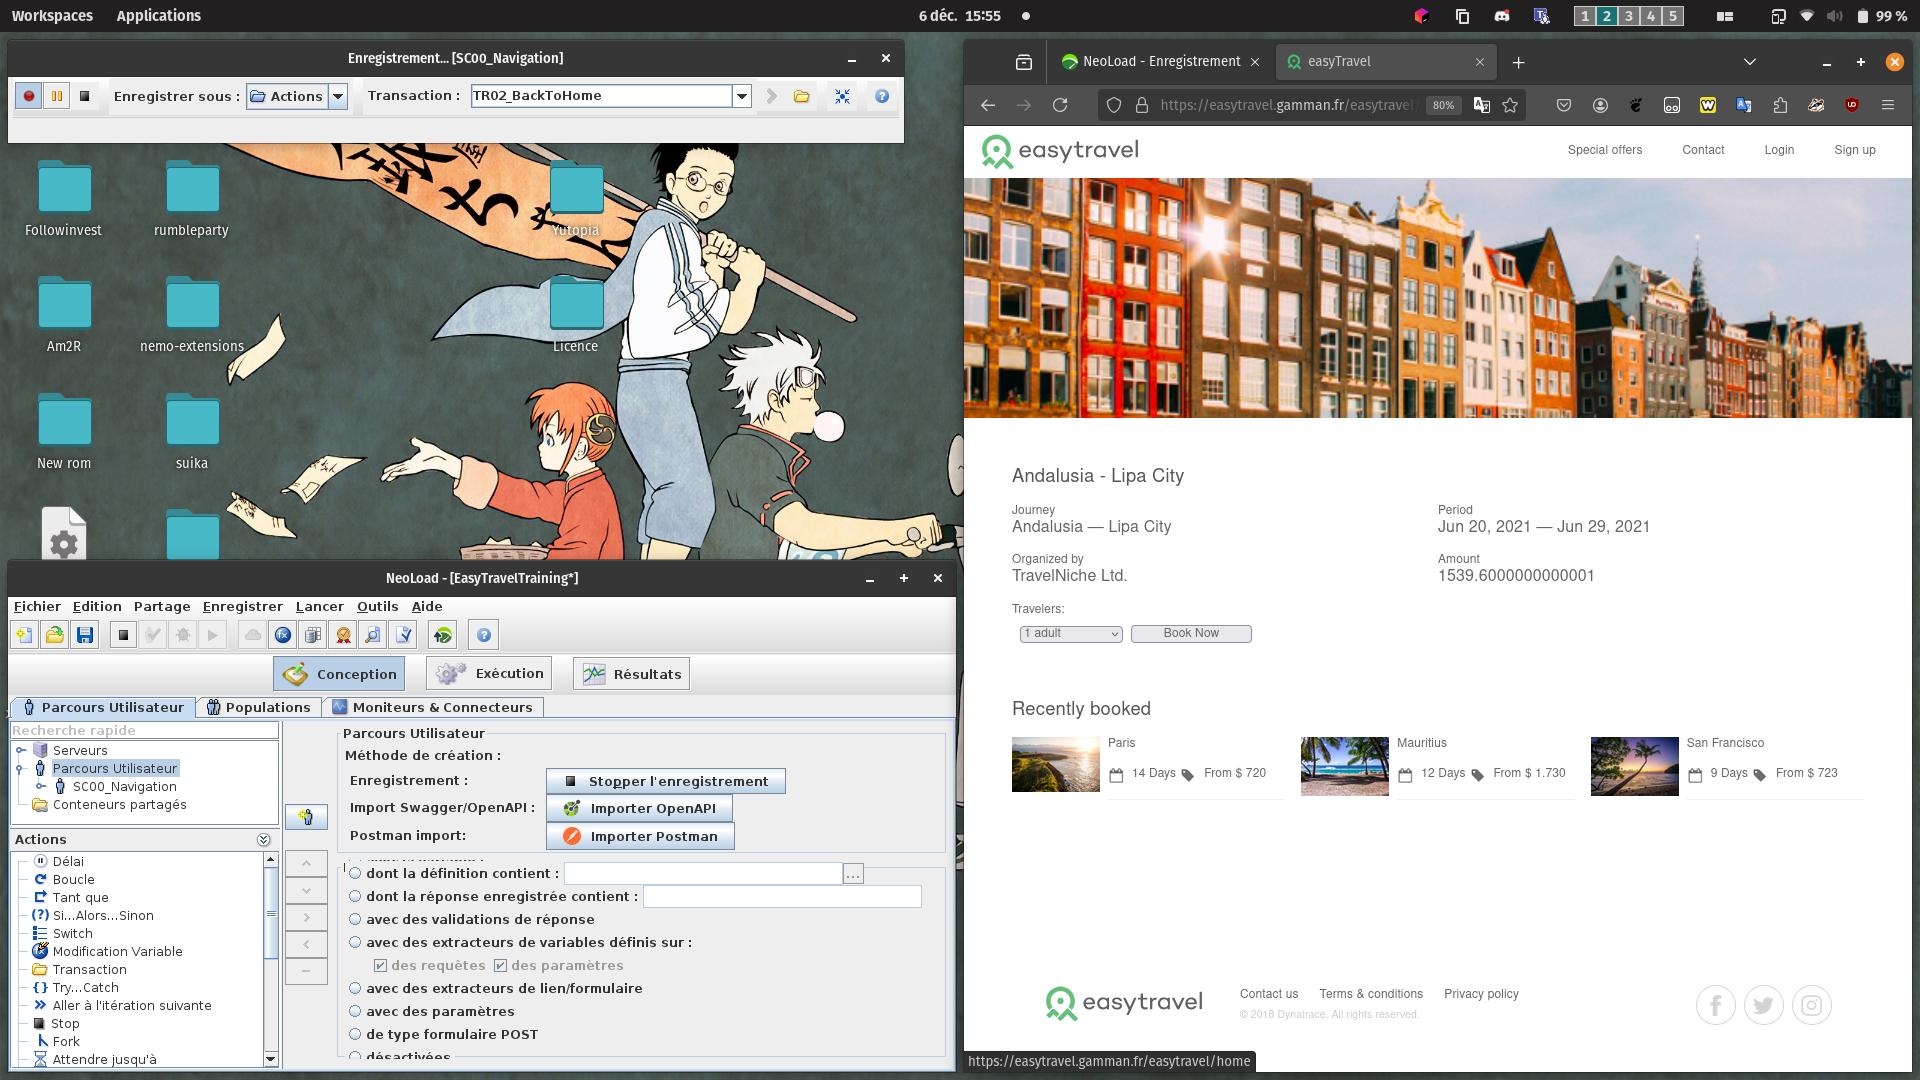 Workspaces Applications 6 déc. 15:55 1 2 3 4 5 99 %
Enregistrement... [SC00_Navigation]
Enregistrer sous : Actions Transaction : TR02_BackToHome
Followinvest rumbleparty Yutopia
Am2R nemo-extensions Licence
New rom suika
NeoLoad - [EasyTravelTraining*]
Fichier Edition Partage Enregistrer Lancer Outils Aide
Conception Exécution Résultats
Parcours Utilisateur Populations Moniteurs & Connecteurs
Recherche rapide
Serveurs
Parcours Utilisateur
SC00_Navigation
Conteneurs partagés
Actions
Délai
Boucle
Tant que
Si...Alors...Sinon
Switch
Modification Variable
Transaction
Try...Catch
Aller à l'itération suivante
Stop
Fork
Attendre jusqu'à
Parcours Utilisateur
Méthode de création :
Enregistrement : Stopper l'enregistrement
Import Swagger/OpenAPI : Importer OpenAPI
Postman import: Importer Postman
dont la définition contient : ...
dont la réponse enregistrée contient :
avec des validations de réponse
avec des extracteurs de variables définis sur :
des requêtes des paramètres
avec des extracteurs de lien/formulaire
avec des paramètres
de type formulaire POST
désactivées
NeoLoad - Enregistrement easyTravel
https://easytravel.gamman.fr/easytravel/ 80%
easytravel Special offers Contact Login Sign up
Andalusia - Lipa City
Journey Period
Andalusia — Lipa City Jun 20, 2021 — Jun 29, 2021
Organized by Amount
TravelNiche Ltd. 1539.6000000000001
Travelers:
1 adult Book Now
Recently booked
Paris Mauritius San Francisco
14 Days From $ 720 12 Days From $ 1.730 9 Days From $ 723
easytravel Contact us Terms & conditions Privacy policy
© 2018 Dynatrace. All rights reserved.
https://easytravel.gamman.fr/easytravel/home